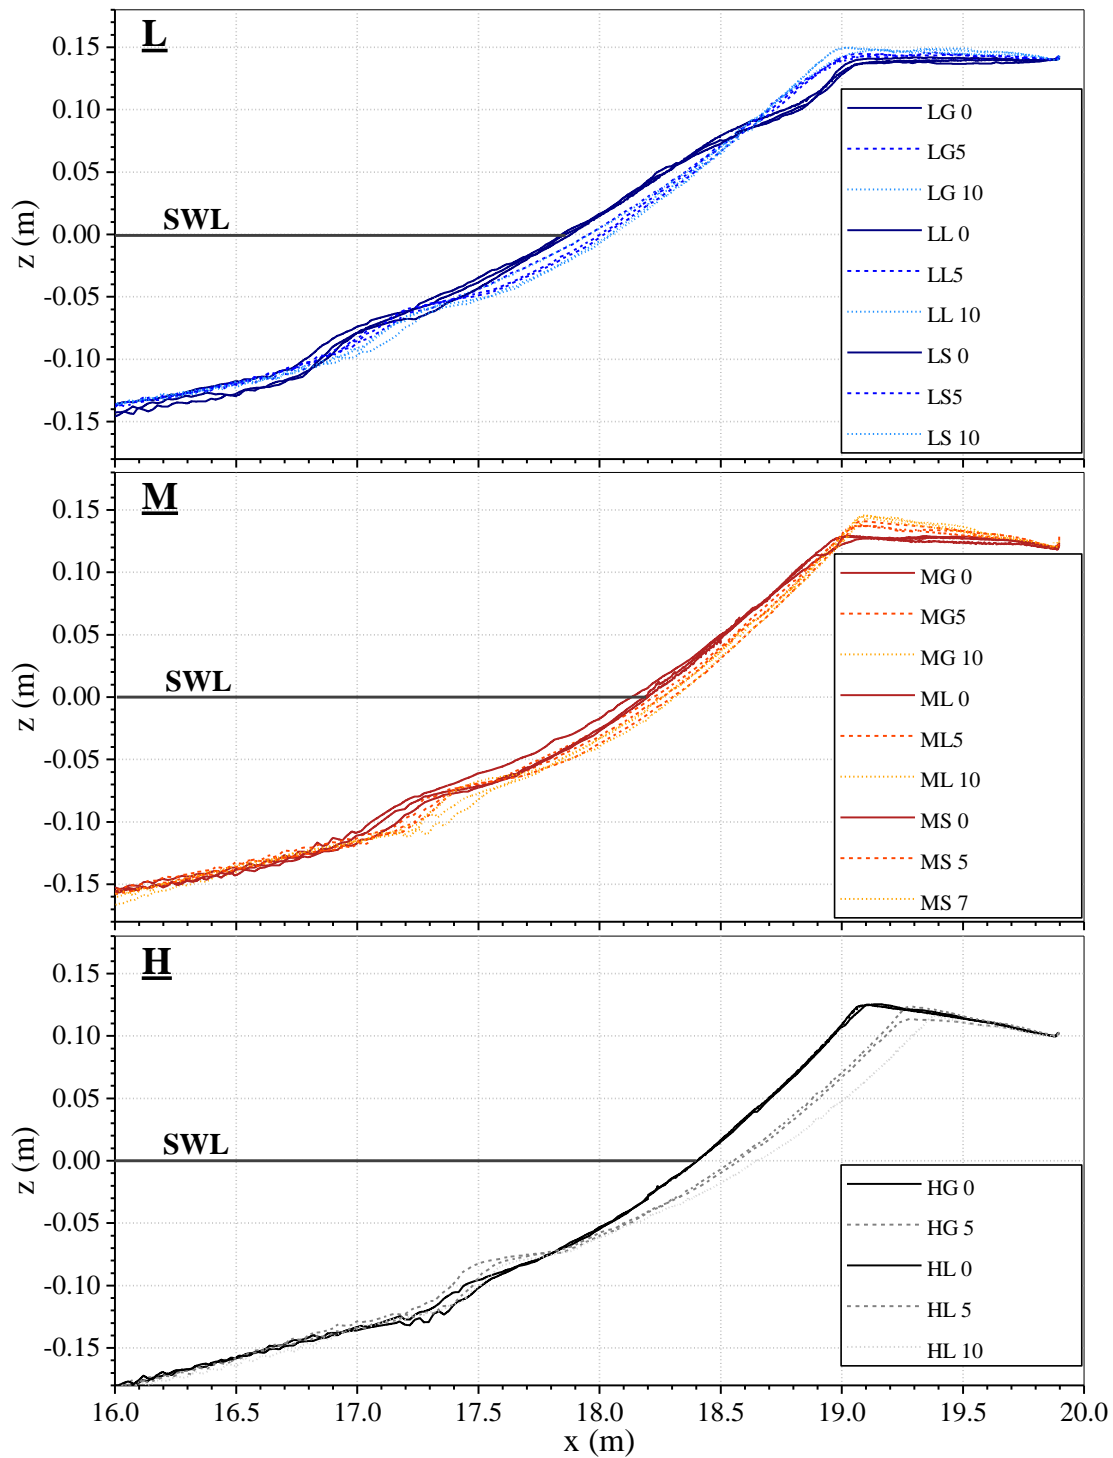 L
0.15
0.10
0.05
0.00
-0.05
-0.10
-0.15
z (m)
SWL
LG 0
LG5
LG 10
LL 0
LL5
LL 10
LS 0
LS5
LS 10
M
0.15
0.10
0.05
0.00
-0.05
-0.10
-0.15
z (m)
SWL
MG 0
MG5
MG 10
ML 0
ML5
ML 10
MS 0
MS 5
MS 7
H
0.15
0.10
0.05
0.00
-0.05
-0.10
-0.15
z (m)
SWL
HG 0
HG 5
HL 0
HL 5
HL 10
16.0 16.5 17.0 17.5 18.0 18.5 19.0 19.5 20.0
x (m)